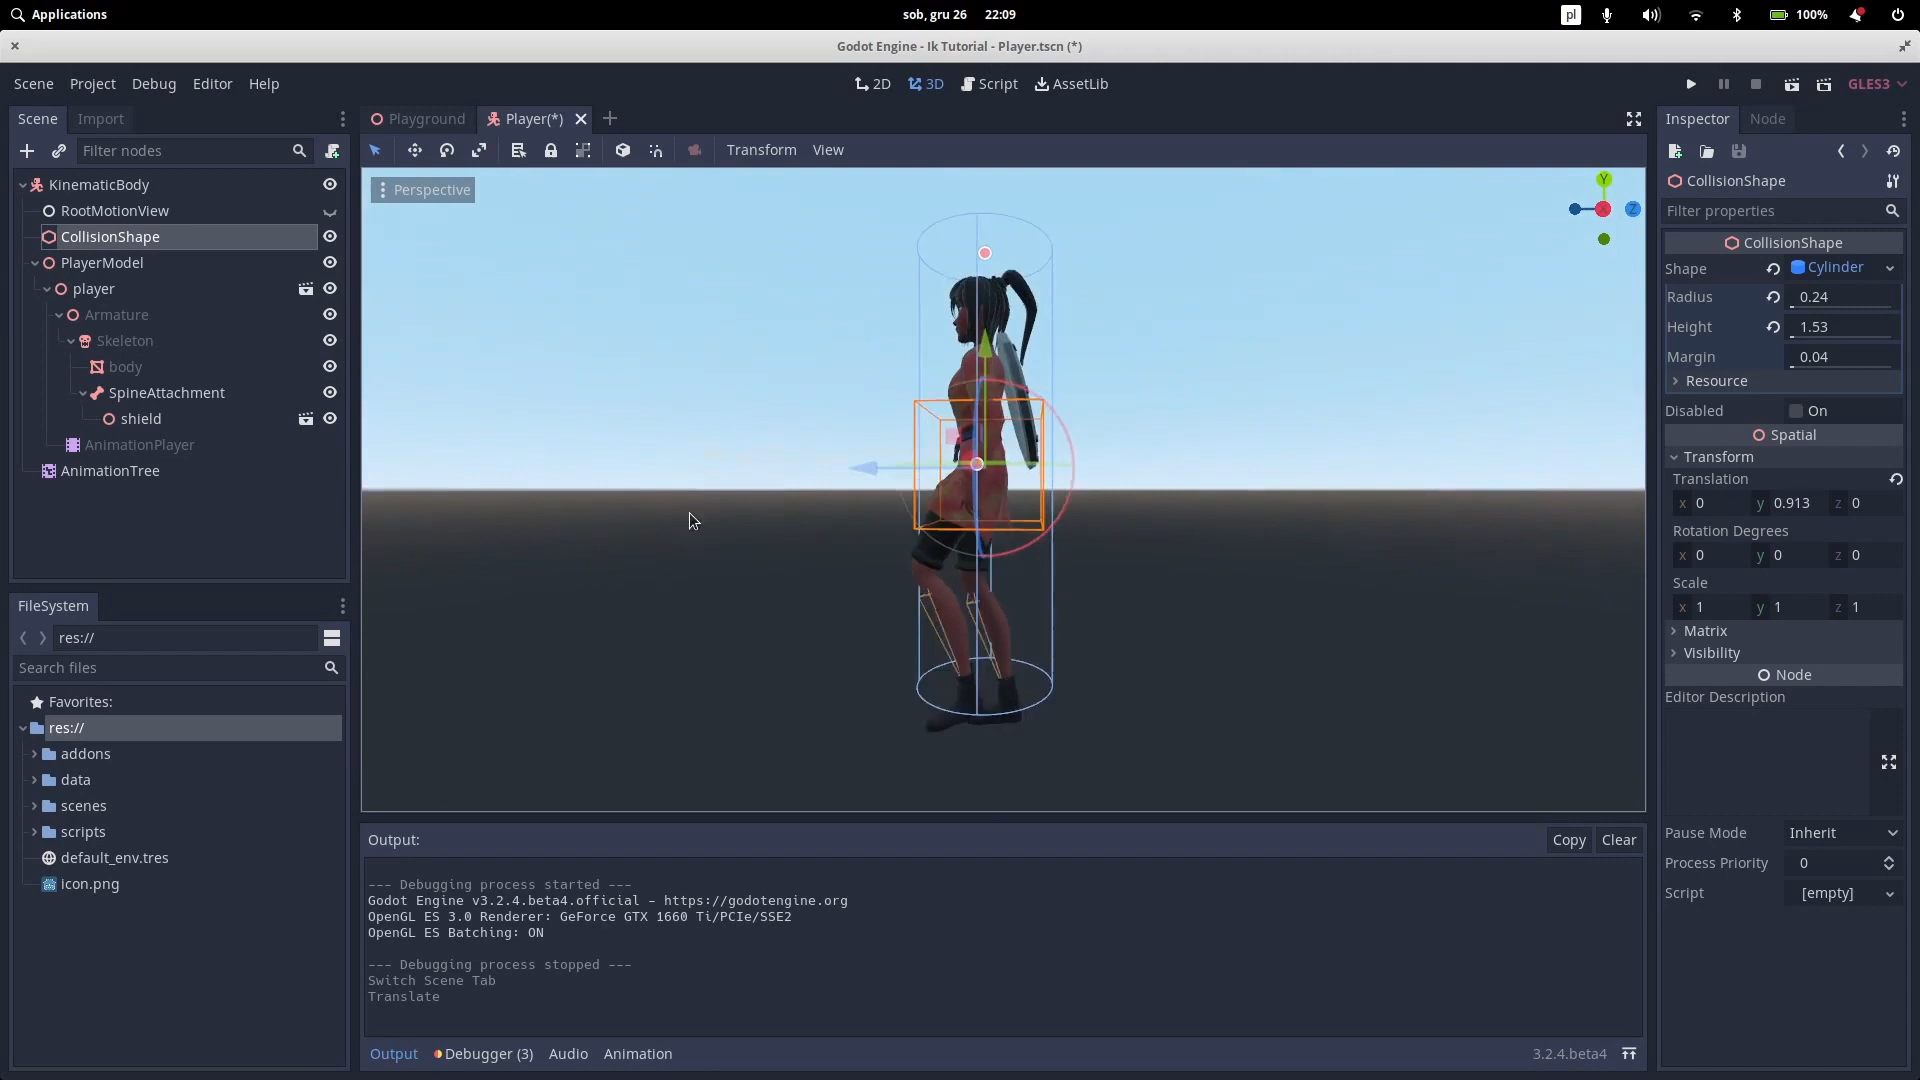 Applications
sob, gru 26 22:09
pl
100%
Godot Engine - Ik Tutorial - Player.tscn (*)
Scene Project Debug Editor Help
2D 3D Script AssetLib
GLES3
Scene Import
Filter nodes
KinematicBody
RootMotionView
CollisionShape
PlayerModel
player
Armature
Skeleton
body
SpineAttachment
shield
AnimationPlayer
AnimationTree
FileSystem
res://
Search files
Favorites:
res://
addons
data
scenes
scripts
default_env.tres
icon.png
Playground Player(*)
Transform View
Perspective
Y
X
Z
Output:
Copy Clear
--- Debugging process started ---
Godot Engine v3.2.4.beta4.official - https://godotengine.org
OpenGL ES 3.0 Renderer: GeForce GTX 1660 Ti/PCIe/SSE2
OpenGL ES Batching: ON
--- Debugging process stopped ---
Switch Scene Tab
Translate
Output Debugger (3) Audio Animation
3.2.4.beta4
Inspector Node
CollisionShape
Filter properties
CollisionShape
Shape Cylinder
Radius 0.24
Height 1.53
Margin 0.04
Resource
Disabled On
Spatial
Transform
Translation
x 0 y 0.913 z 0
Rotation Degrees
x 0 y 0 z 0
Scale
x 1 y 1 z 1
Matrix
Visibility
Node
Editor Description
Pause Mode Inherit
Process Priority 0
Script [empty]